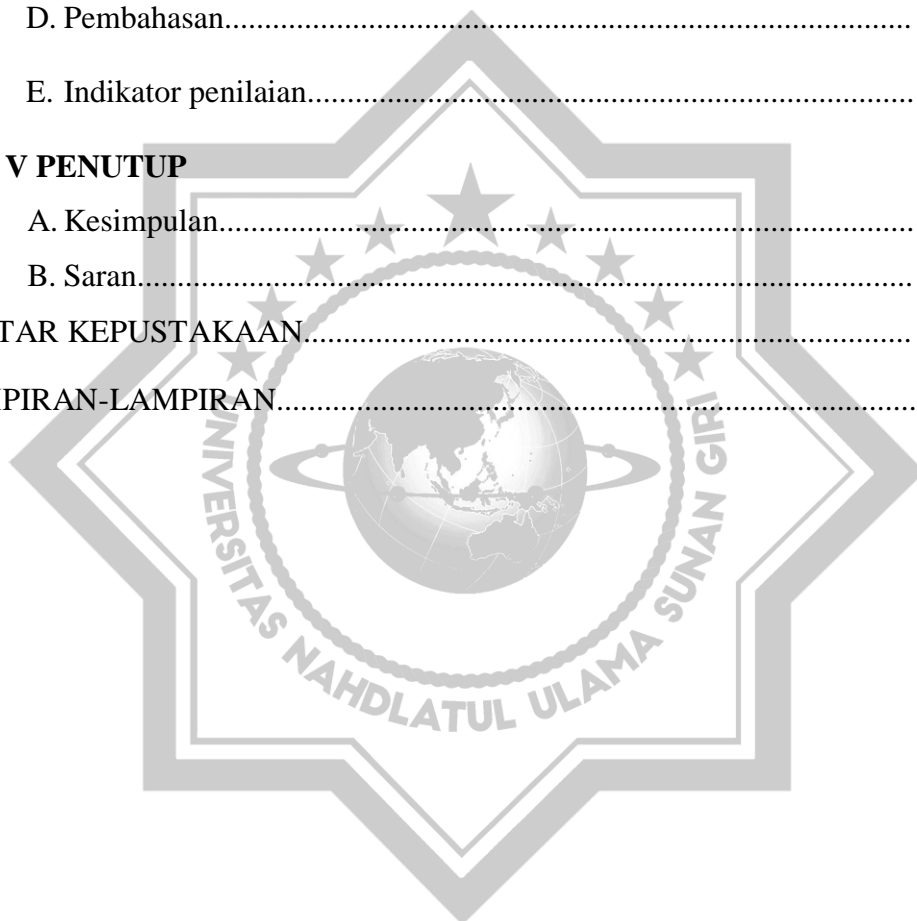 D. Pembahasan....................................................................................
E. Indikator penilaian...........................................................................
V PENUTUP
A. Kesimpulan....................................................................................
B. Saran..............................................................................................
TAR KEPUSTAKAAN.......................................................................
PIRAN-LAMPIRAN...........................................................................
UNIVERSITAS NAHDLATUL ULAMA SUNAN GIRI